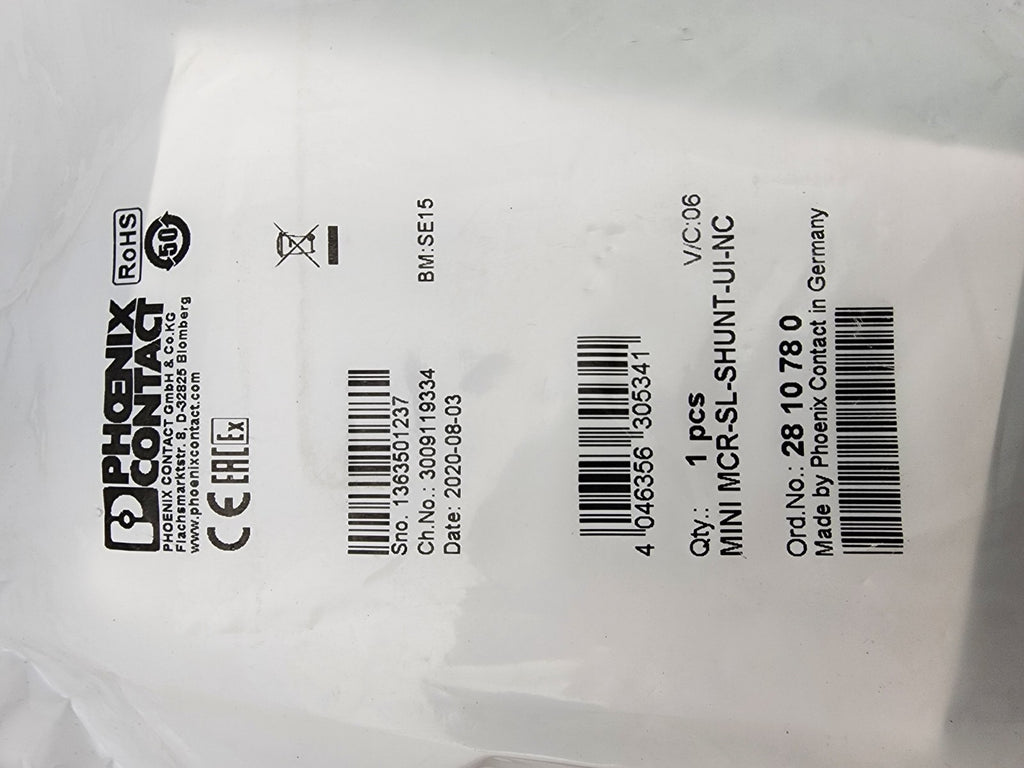 PHOENIX
CONTACT
RoHS
50
PHOENIX CONTACT GmbH & Co.KG
Flachsmarktstr. 8, D-32825 Blomberg
www.phoenixcontact.com
CE EAC Ex
Sno. 1363501237
Ch.No.: 3009119334
BM:SE15
Date: 2020-08-03
4 046356 305341
Qty.: 1 pcs
V/C:06
MINI MCR-SL-SHUNT-UI-NC
Ord.No.: 28 10 78 0
Made by Phoenix Contact in Germany